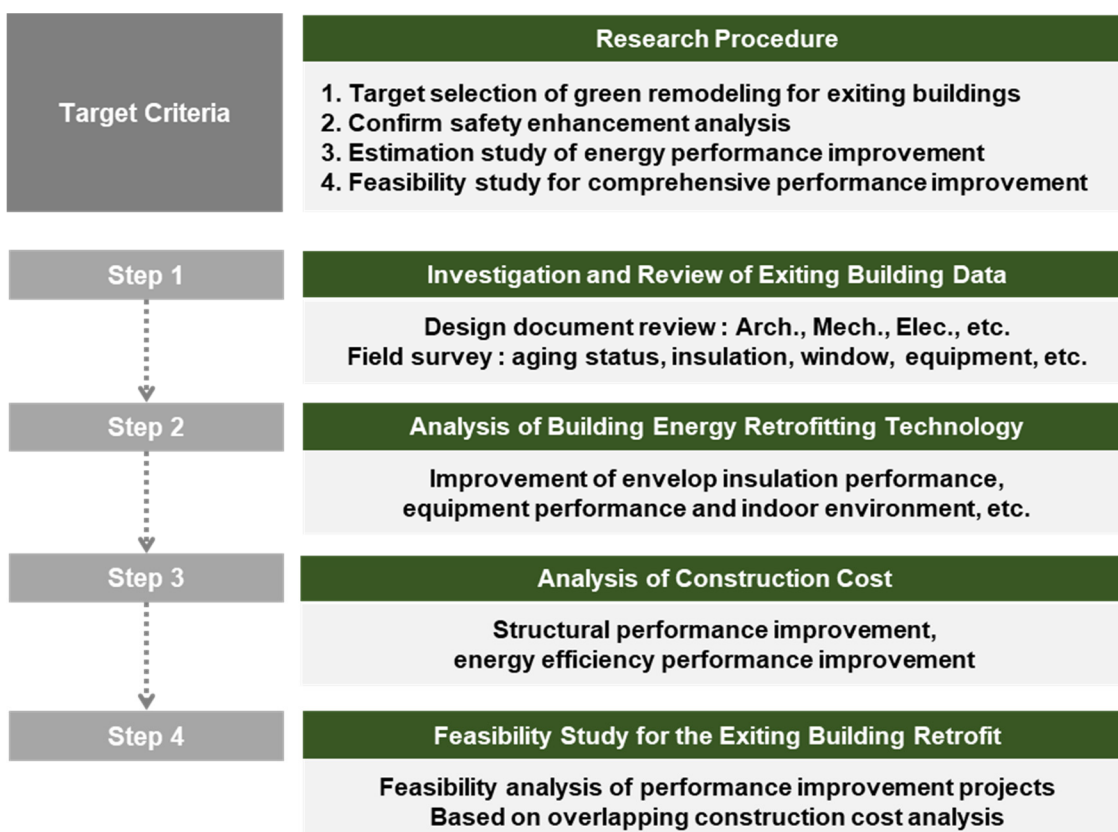 Target Criteria
Research Procedure
1. Target selection of green remodeling for exiting buildings
2. Confirm safety enhancement analysis
3. Estimation study of energy performance improvement
4. Feasibility study for comprehensive performance improvement
Step 1
Investigation and Review of Exiting Building Data
Design document review : Arch., Mech., Elec., etc.
Field survey : aging status, insulation, window, equipment, etc.
Step 2
Analysis of Building Energy Retrofitting Technology
Improvement of envelop insulation performance,
equipment performance and indoor environment, etc.
Step 3
Analysis of Construction Cost
Structural performance improvement,
energy efficiency performance improvement
Step 4
Feasibility Study for the Exiting Building Retrofit
Feasibility analysis of performance improvement projects
Based on overlapping construction cost analysis